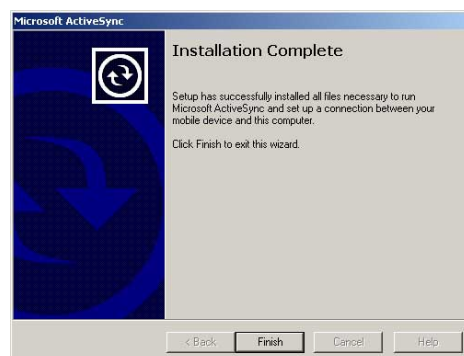 Microsoft ActiveSync
Installation Complete
Setup has successfully installed all files necessary to run
Microsoft ActiveSync and set up a connection between your
mobile device and this computer.
Click Finish to exit this wizard.
< Back
Finish
Cancel
Help